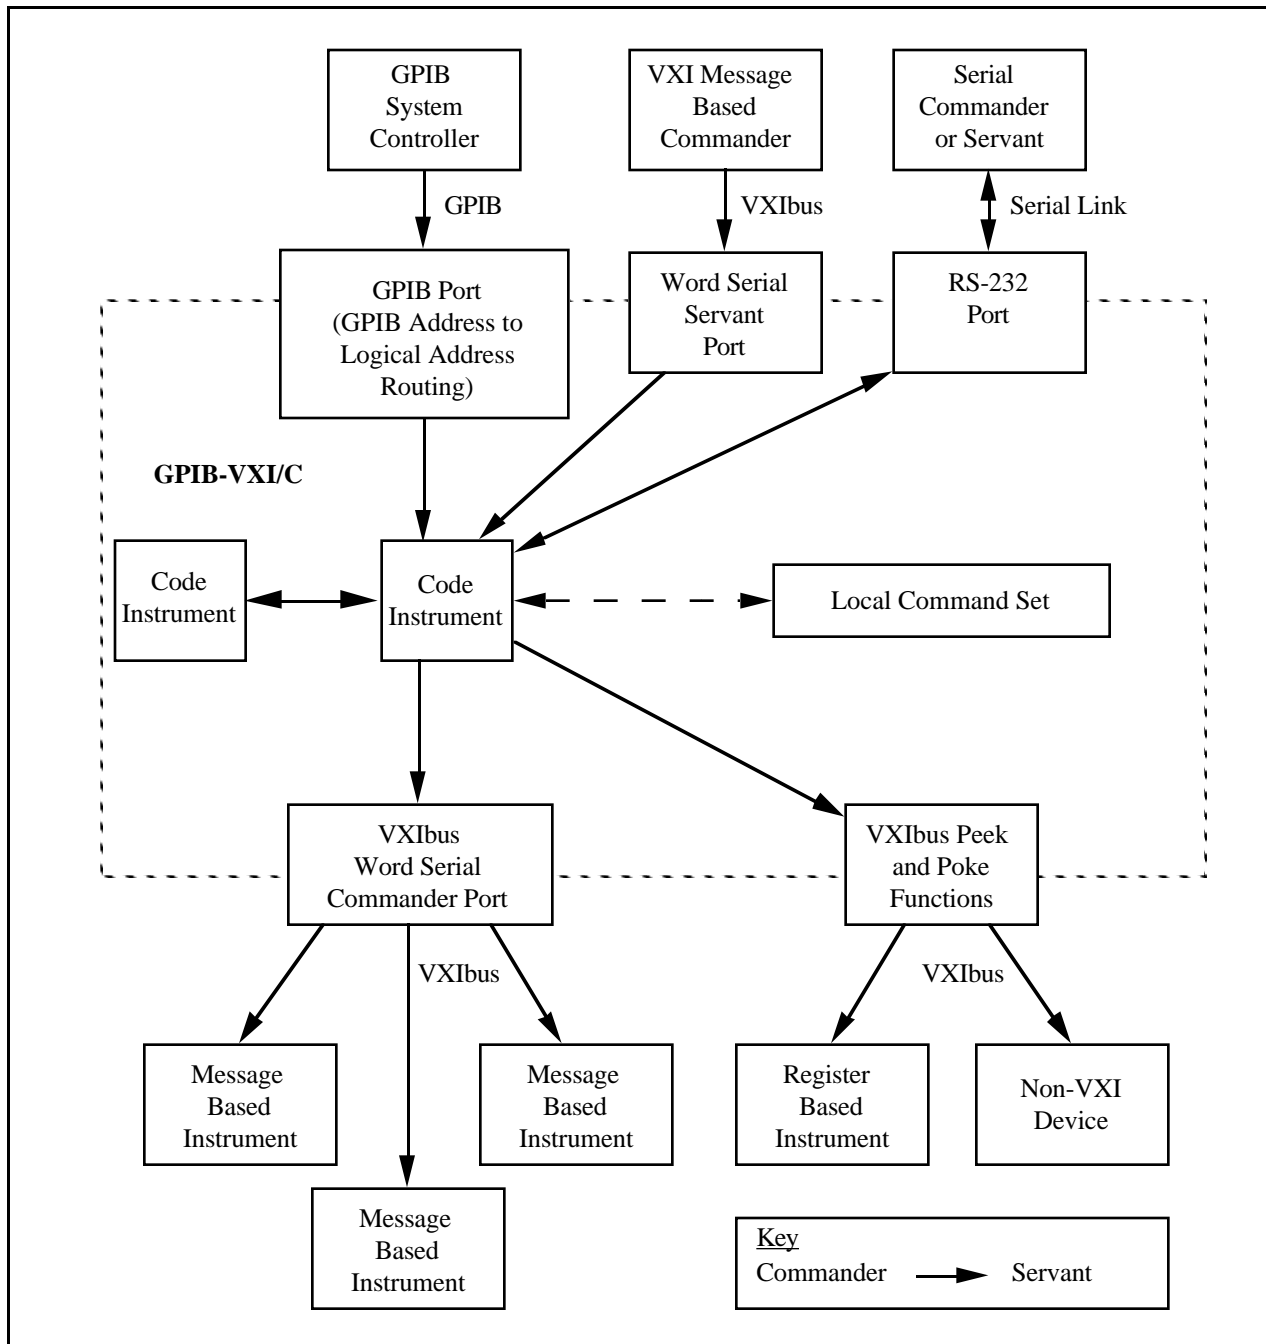 GPIB
System
Controller
VXI Message
Based
Commander
Serial
Commander
or Servant
GPIB
VXIbus
Serial Link
GPIB Port
(GPIB Address to
Logical Address
Routing)
Word Serial
Servant
Port
RS-232
Port
GPIB-VXI/C
Code
Instrument
Code
Instrument
Local Command Set
VXIbus
Word Serial
Commander Port
VXIbus Peek
and Poke
Functions
VXIbus
VXIbus
Message
Based
Instrument
Message
Based
Instrument
Register
Based
Instrument
Non-VXI
Device
Message
Based
Instrument
Key
Commander Servant